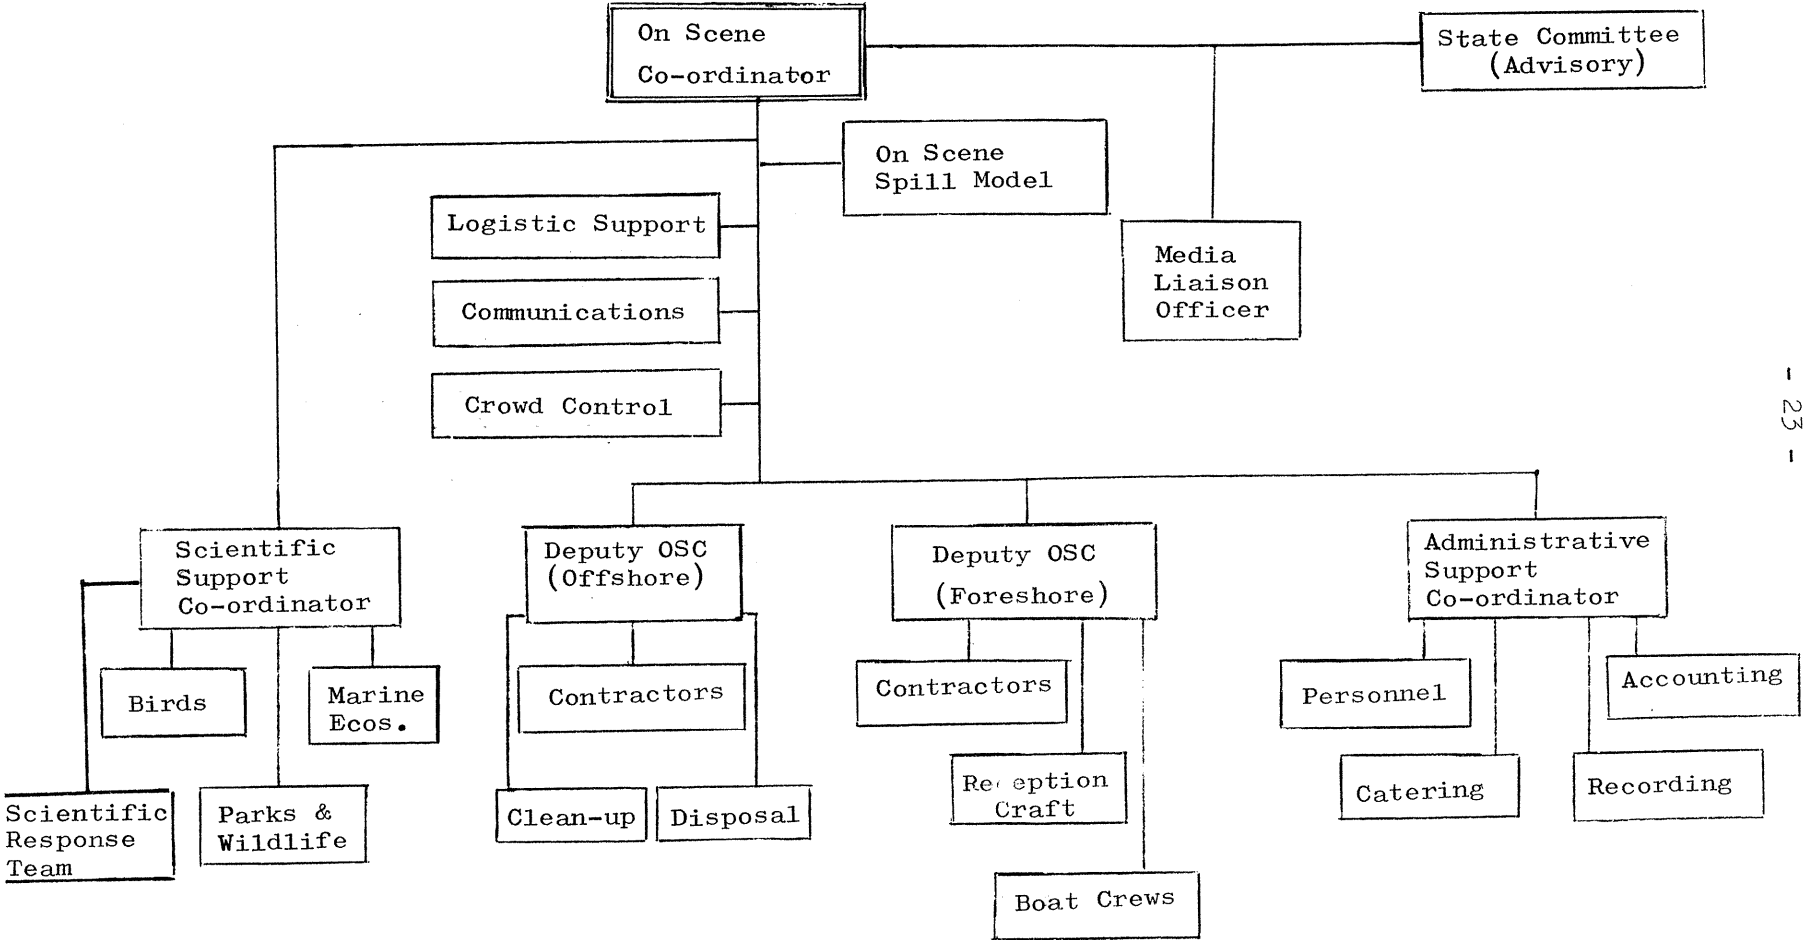 On Scene
Co-ordinator
State Committee
(Advisory)
On Scene
Spill Model
Logistic Support
Media
Liaison
Officer
Communications
Crowd Control
- 23 -
Scientific
Support
Co-ordinator
Deputy OSC
(Offshore)
Deputy OSC
(Foreshore)
Administrative
Support
Co-ordinator
Birds
Marine
Ecos.
Contractors
Contractors
Personnel
Accounting
Scientific
Response
Team
Parks &
Wildlife
Clean-up
Disposal
Reception
Craft
Catering
Recording
Boat Crews